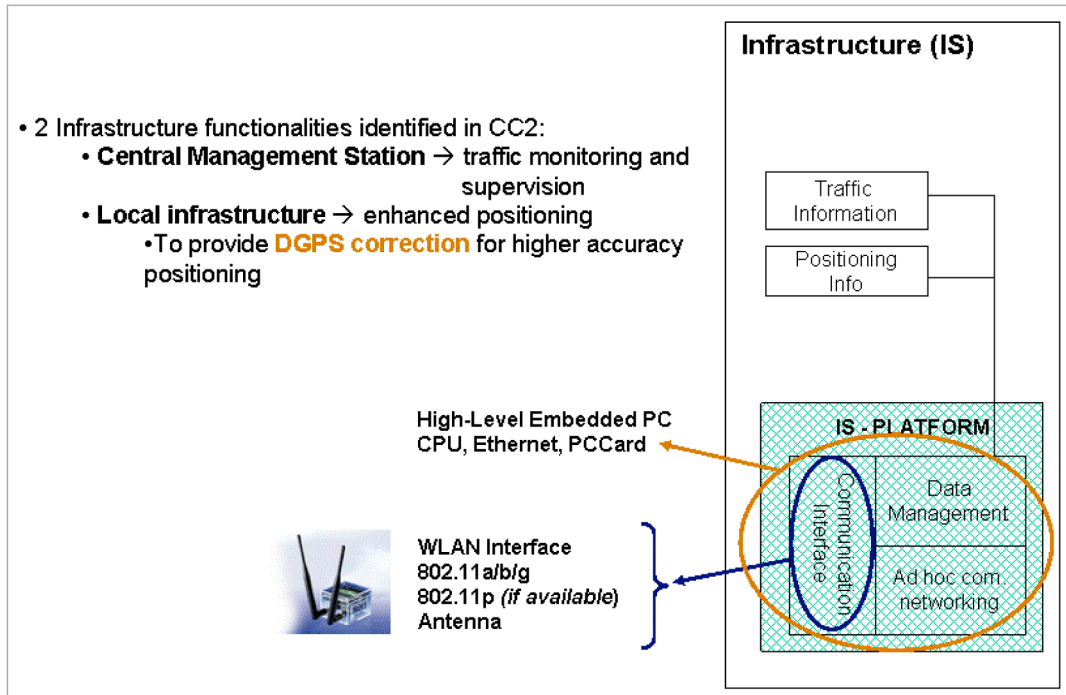 Infrastructure (IS)
• 2 Infrastructure functionalities identified in CC2:
• Central Management Station → traffic monitoring and
supervision
• Local infrastructure → enhanced positioning
•To provide DGPS correction for higher accuracy
positioning
Traffic
Information
Positioning
Info
High-Level Embedded PC
CPU, Ethernet, PCCard
IS - PLATFORM
Communication
Interface
Data
Management
Ad hoc com.
networking
WLAN Interface
802.11a/b/g
802.11p (if available)
Antenna